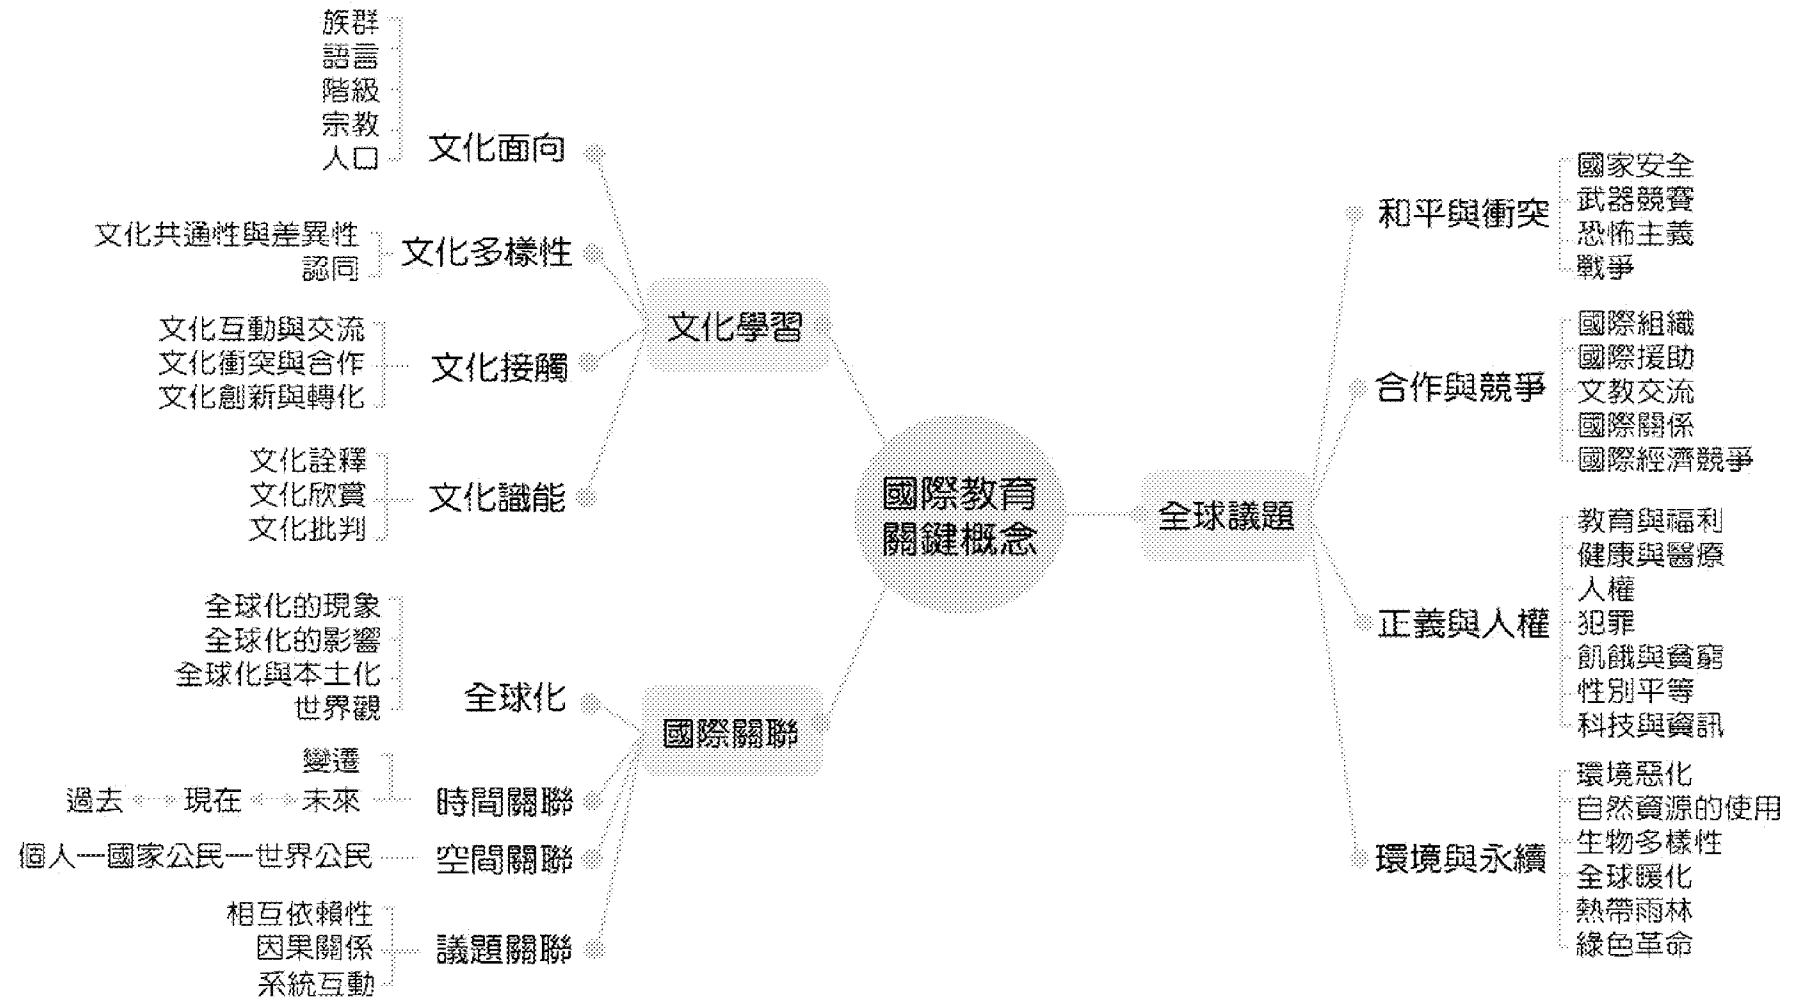 國際教育
關鍵概念
文化學習
文化面向
族群
語言
階級
宗教
人口
文化多樣性
文化共通性與差異性
認同
文化接觸
文化互動與交流
文化衝突與合作
文化創新與轉化
文化識能
文化詮釋
文化欣賞
文化批判
國際關聯
全球化
全球化的現象
全球化的影響
全球化與本土化
世界觀
時間關聯
變遷
過去 現在 未來
空間關聯
個人—國家公民—世界公民
議題關聯
相互依賴性
因果關係
系統互動
全球議題
和平與衝突
國家安全
武器競賽
恐怖主義
戰爭
合作與競爭
國際組織
國際援助
文教交流
國際關係
國際經濟競爭
正義與人權
教育與福利
健康與醫療
人權
犯罪
飢餓與貧窮
性別平等
科技與資訊
環境與永續
環境惡化
自然資源的使用
生物多樣性
全球暖化
熱帶雨林
綠色革命